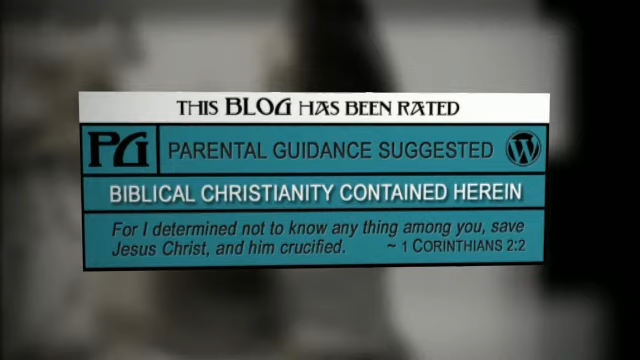 THIS BLOG HAS BEEN RATED
PG PARENTAL GUIDANCE SUGGESTED
BIBLICAL CHRISTIANITY CONTAINED HEREIN
For I determined not to know any thing among you, save
Jesus Christ, and him crucified. ~ 1 CORINTHIANS 2:2